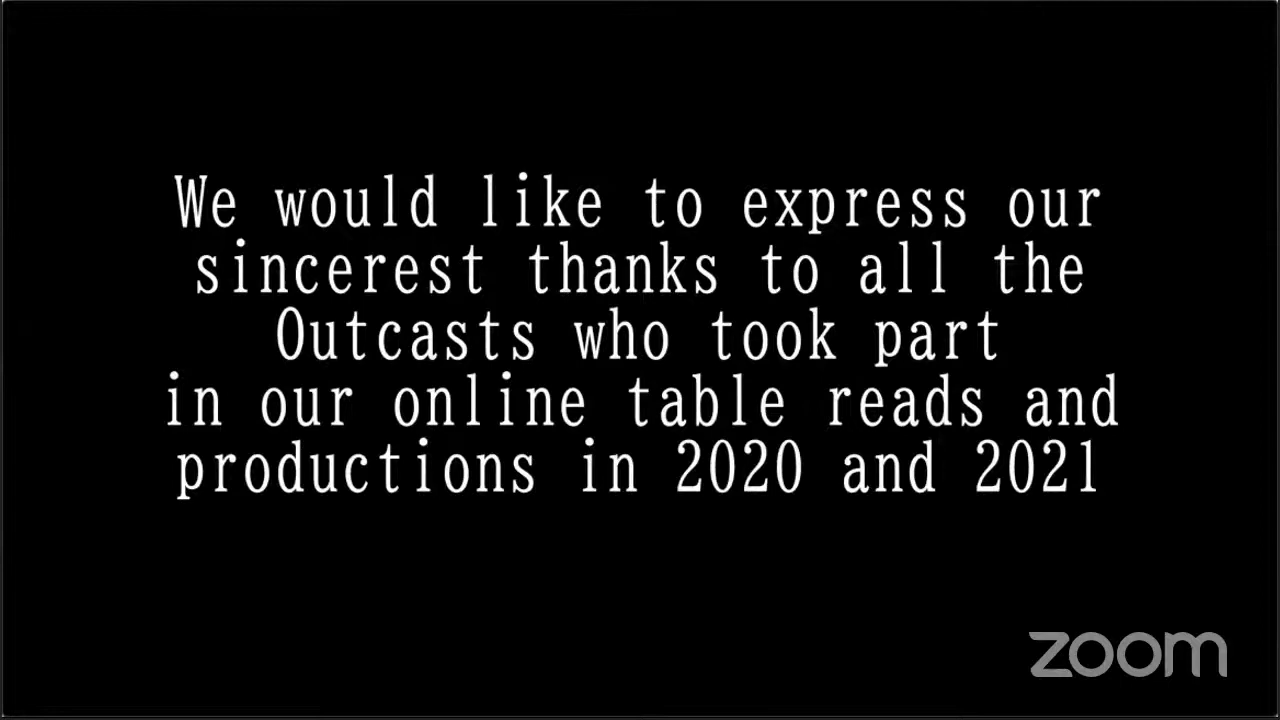 We would like to express our
sincerest thanks to all the
Outcasts who took part
in our online table reads and
productions in 2020 and 2021
zoom